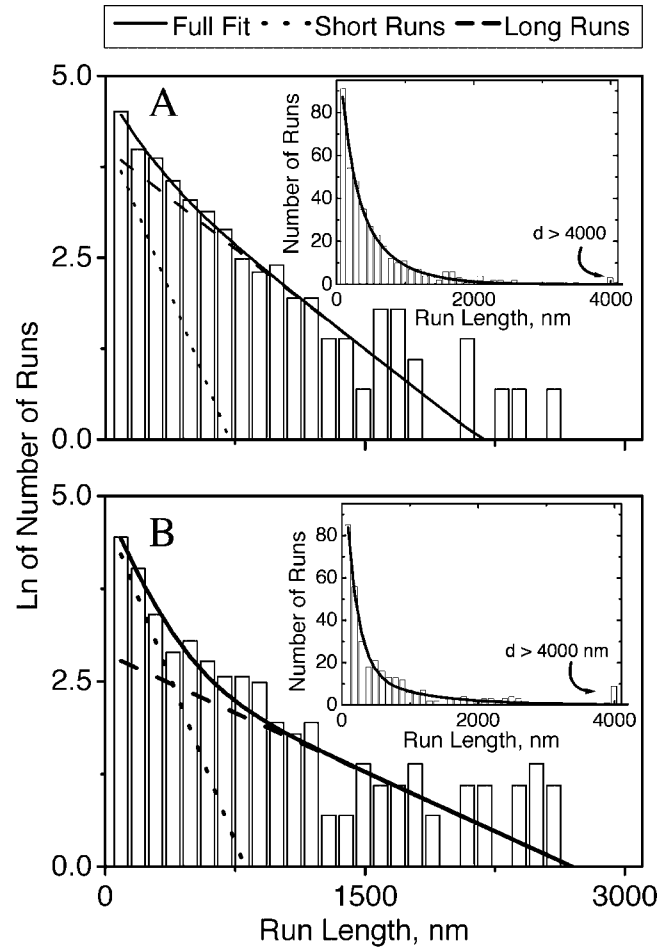 Full Fit Short Runs Long Runs
5.0
A
2.5
0.0
Number of Runs
80
60
40
20
0
d > 4000
0 2000 4000
Run Length, nm
Ln of Number of Runs
5.0
B
2.5
0.0
Number of Runs
80
60
40
20
0
d > 4000 nm
0 2000 4000
Run Length, nm
0 1500 3000
Run Length, nm